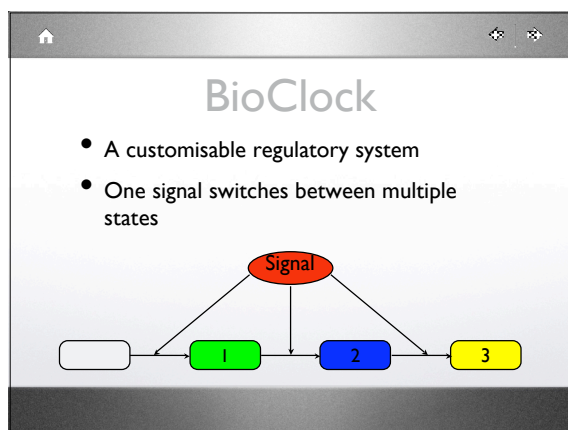 BioClock
• A customisable regulatory system
• One signal switches between multiple
states
Signal
1 2 3